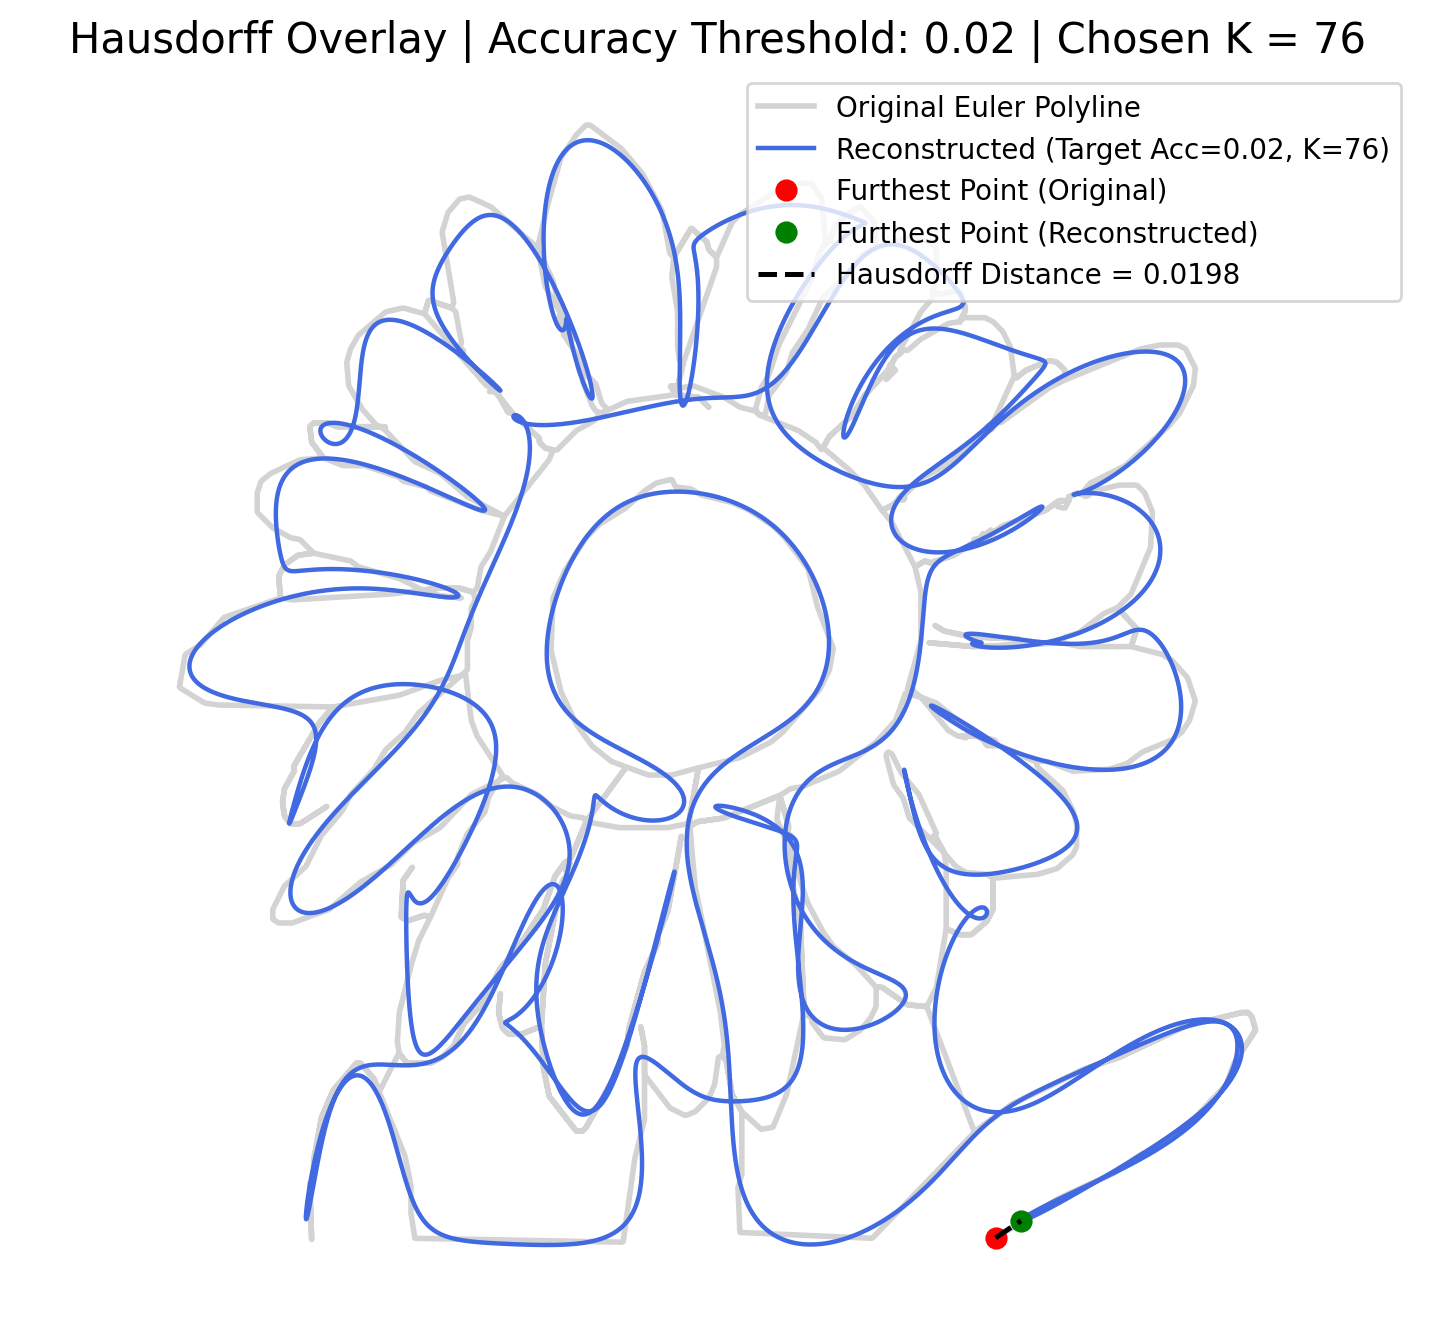 Hausdorff Overlay | Accuracy Threshold: 0.02 | Chosen K = 76
Original Euler Polyline
Reconstructed (Target Acc=0.02, K=76)
Furthest Point (Original)
Furthest Point (Reconstructed)
Hausdorff Distance = 0.0198